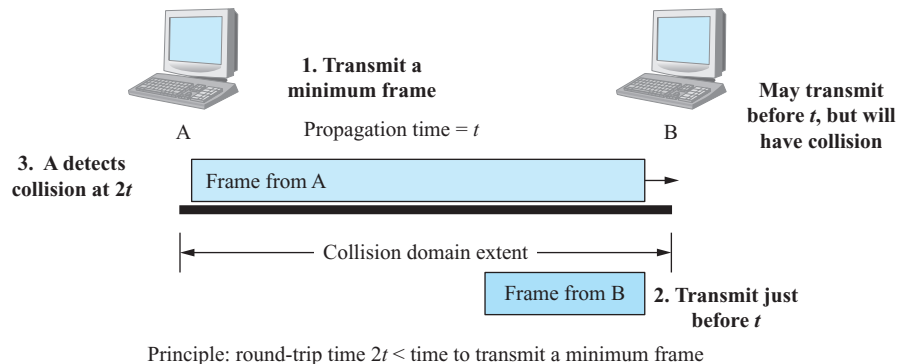 1. Transmit a
minimum frame
May transmit
before t, but will
have collision
A
Propagation time = t
B
3. A detects
collision at 2t
Frame from A
Collision domain extent
Frame from B
2. Transmit just
before t
Principle: round-trip time 2t < time to transmit a minimum frame